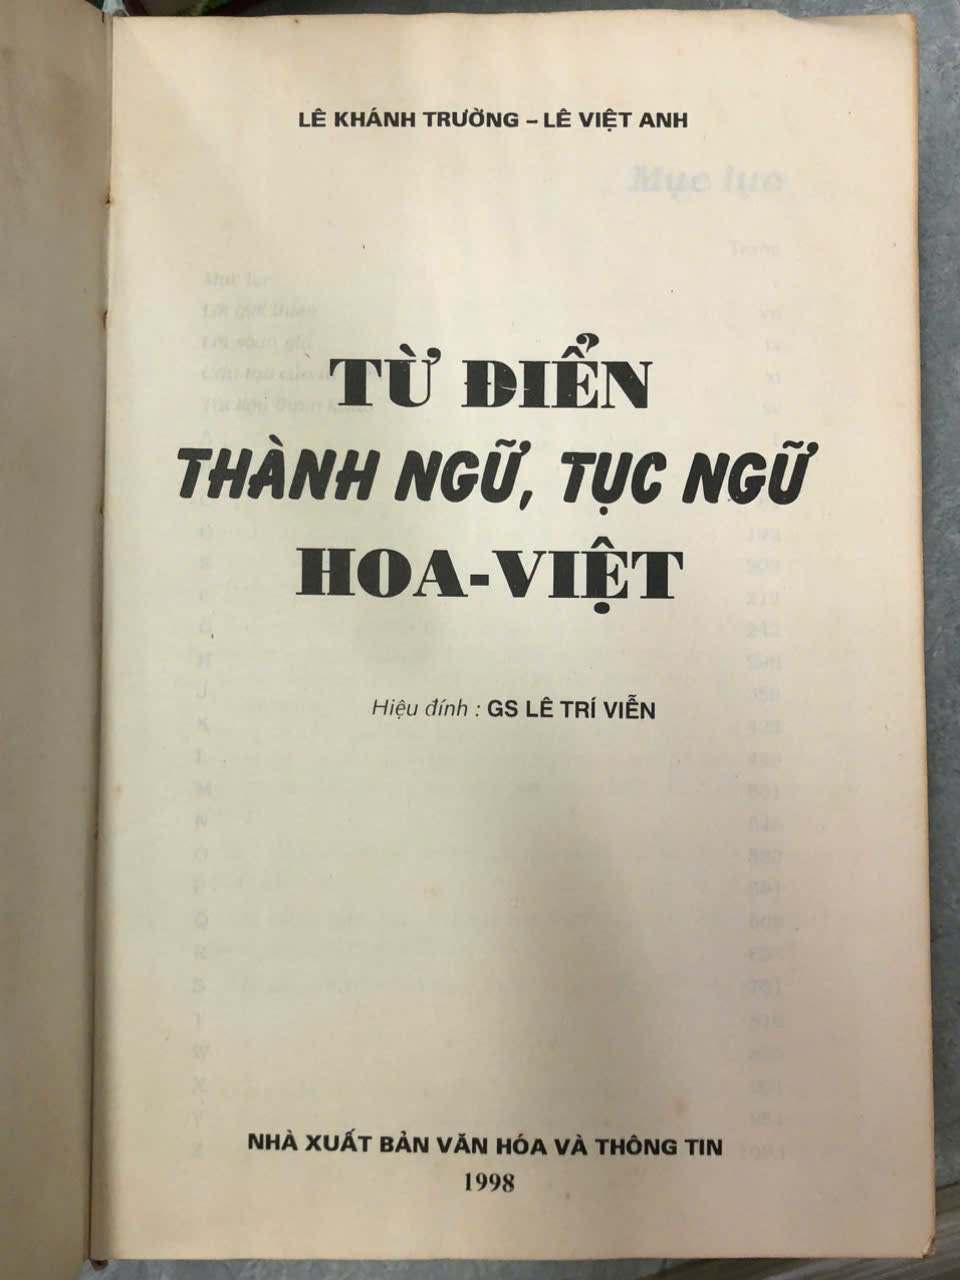 LÊ KHÁNH TRƯỜNG – LÊ VIỆT ANH
TỪ ĐIỂN
THÀNH NGỮ, TỤC NGỮ
HOA-VIỆT
Hiệu đính : GS LÊ TRÍ VIỄN
NHÀ XUẤT BẢN VĂN HÓA VÀ THÔNG TIN
1998